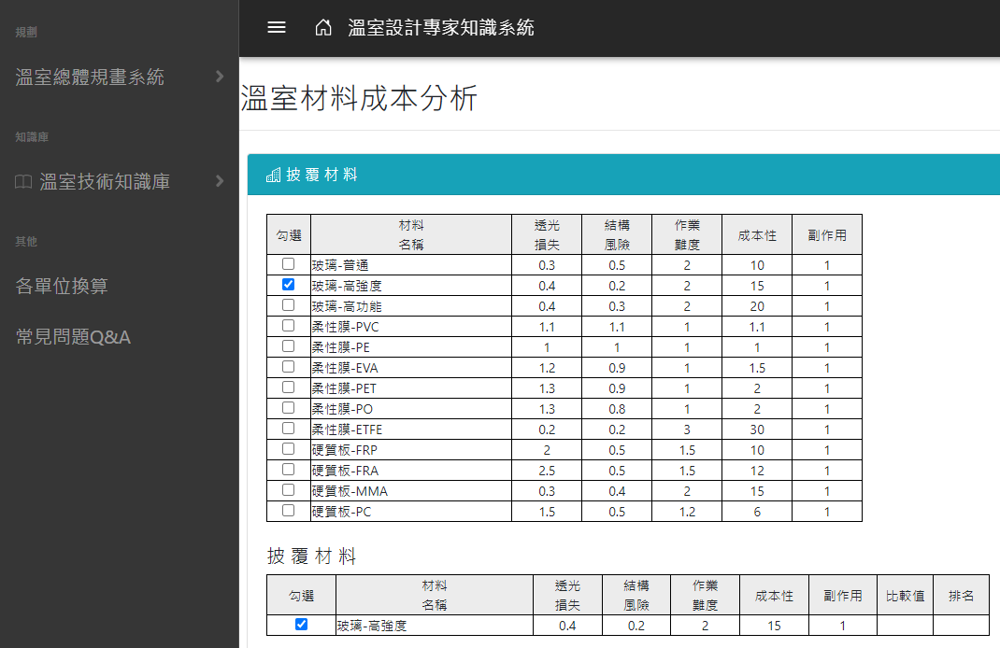 規劃
溫室總體規畫系統
知識庫
溫室技術知識庫
其他
各單位換算
常見問題Q&A
溫室設計專家知識系統
溫室材料成本分析
披覆材料
勾選 材料名稱 透光損失 結構風險 作業難度 成本性 副作用
玻璃-普通 0.3 0.5 2 10 1
玻璃-高強度 0.4 0.2 2 15 1
玻璃-高功能 0.4 0.3 2 20 1
柔性膜-PVC 1.1 1.1 1 1.1 1
柔性膜-PE 1 1 1 1 1
柔性膜-EVA 1.2 0.9 1 1.5 1
柔性膜-PET 1.3 0.9 1 2 1
柔性膜-PO 1.3 0.8 1 2 1
柔性膜-ETFE 0.2 0.2 3 30 1
硬質板-FRP 2 0.5 1.5 10 1
硬質板-FRA 2.5 0.5 1.5 12 1
硬質板-MMA 0.3 0.4 2 15 1
硬質板-PC 1.5 0.5 1.2 6 1
披覆材料
勾選 材料名稱 透光損失 結構風險 作業難度 成本性 副作用 比較值 排名
玻璃-高強度 0.4 0.2 2 15 1